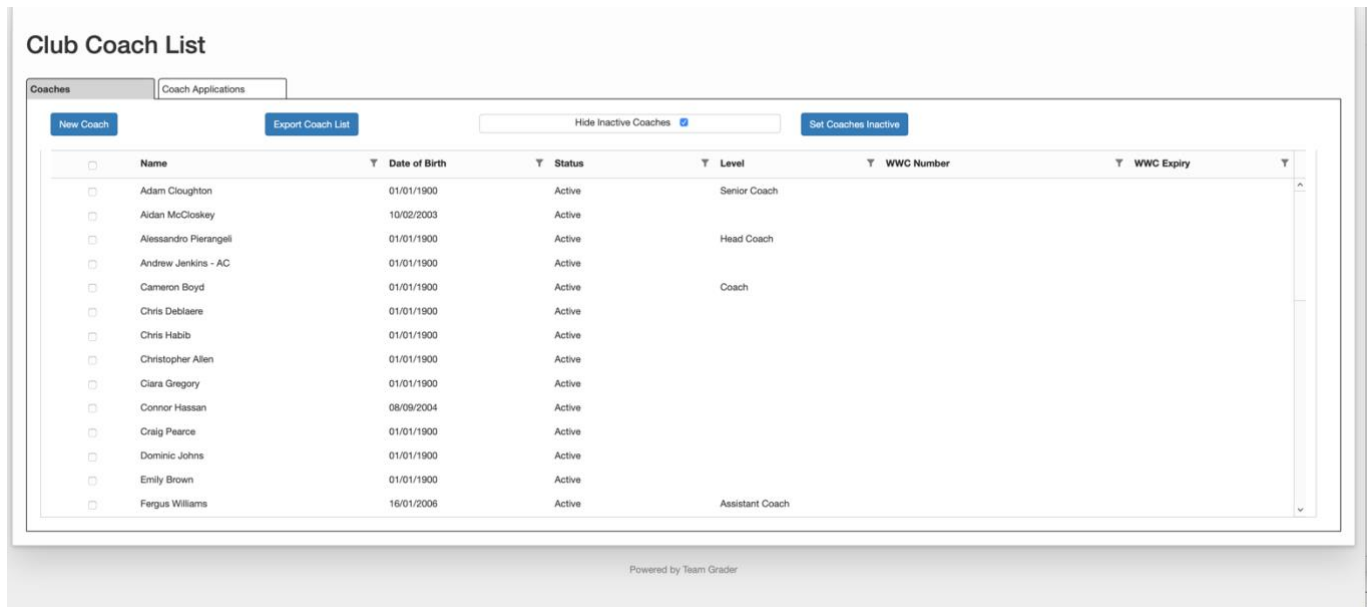 Club Coach List
Coaches Coach Applications
New Coach Export Coach List Hide Inactive Coaches Set Coaches Inactive
Name Date of Birth Status Level WWC Number WWC Expiry
Adam Cloughton 01/01/1900 Active Senior Coach
Aidan McCloskey 10/02/2003 Active
Alessandro Pierangeli 01/01/1900 Active Head Coach
Andrew Jenkins - AC 01/01/1900 Active
Cameron Boyd 01/01/1900 Active Coach
Chris Deblaere 01/01/1900 Active
Chris Habib 01/01/1900 Active
Christopher Allen 01/01/1900 Active
Ciara Gregory 01/01/1900 Active
Connor Hassan 08/09/2004 Active
Craig Pearce 01/01/1900 Active
Dominic Johns 01/01/1900 Active
Emily Brown 01/01/1900 Active
Fergus Williams 16/01/2006 Active Assistant Coach
Powered by Team Grader